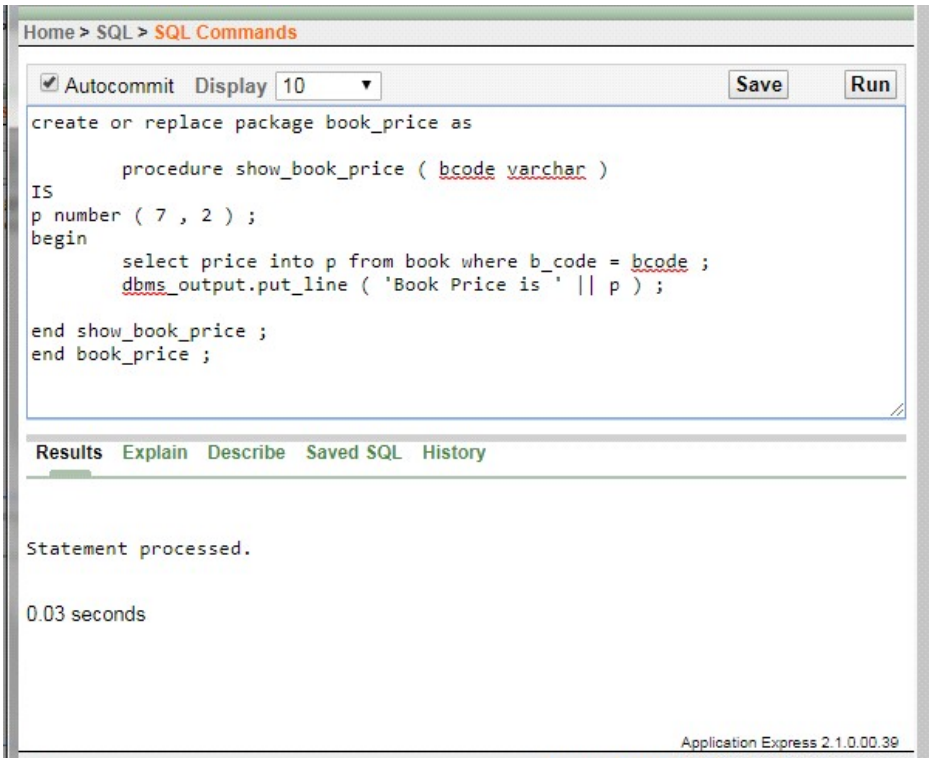 Home > SQL > SQL Commands
Autocommit Display 10 Save Run
create or replace package book_price as
procedure show_book_price ( bcode varchar )
IS
p number ( 7 , 2 ) ;
begin
select price into p from book where b_code = bcode ;
dbms_output.put_line ( 'Book Price is ' || p ) ;
end show_book_price ;
end book_price ;
Results Explain Describe Saved SQL History
Statement processed.
0.03 seconds
Application Express 2.1.0.00.39